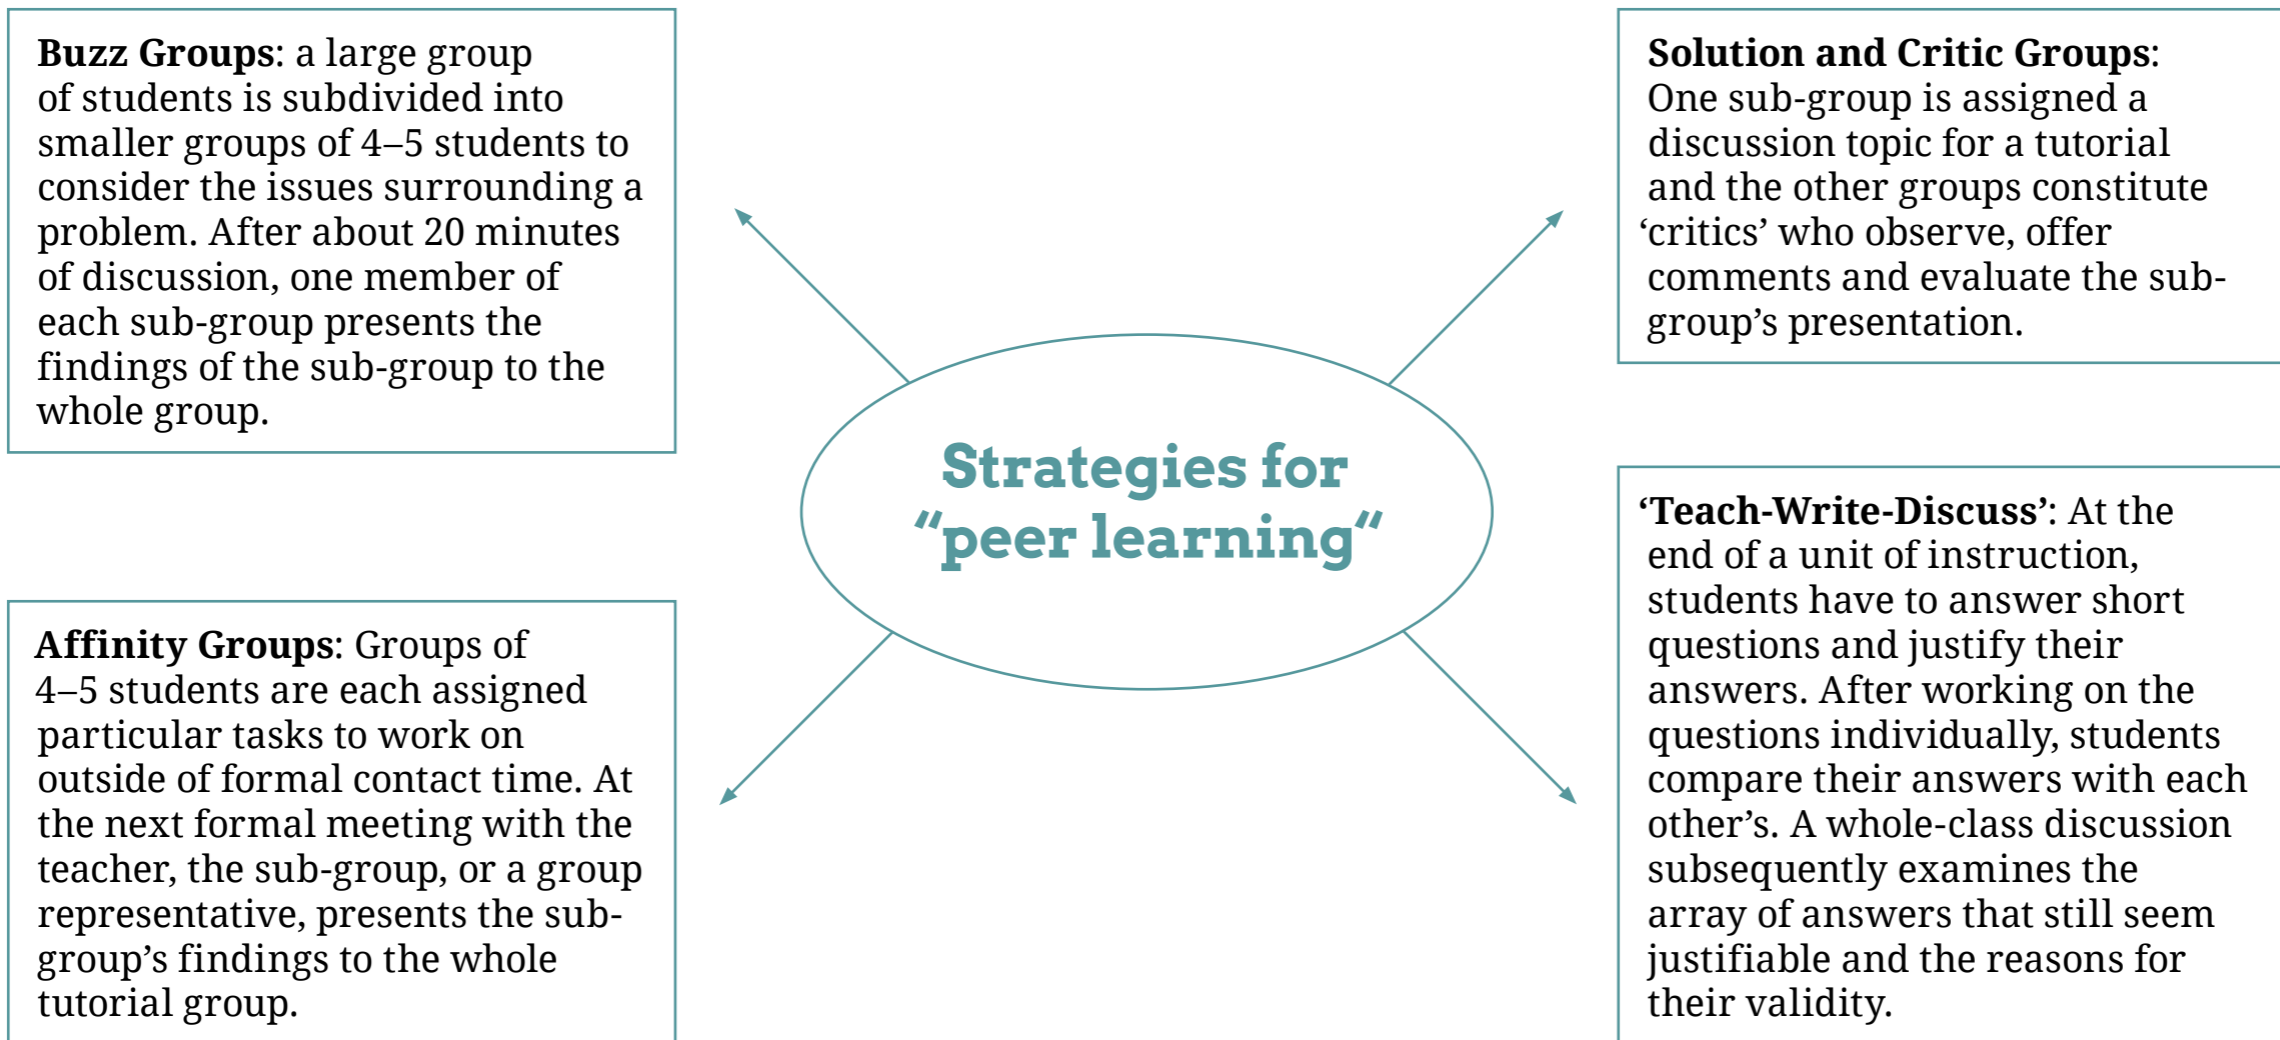 Buzz Groups: a large group
of students is subdivided into
smaller groups of 4–5 students to
consider the issues surrounding a
problem. After about 20 minutes
of discussion, one member of
each sub-group presents the
findings of the sub-group to the
whole group.
Solution and Critic Groups:
One sub-group is assigned a
discussion topic for a tutorial
and the other groups constitute
‘critics’ who observe, offer
comments and evaluate the sub-
group’s presentation.
Strategies for
“peer learning“
Affinity Groups: Groups of
4–5 students are each assigned
particular tasks to work on
outside of formal contact time. At
the next formal meeting with the
teacher, the sub-group, or a group
representative, presents the sub-
group’s findings to the whole
tutorial group.
‘Teach-Write-Discuss’: At the
end of a unit of instruction,
students have to answer short
questions and justify their
answers. After working on the
questions individually, students
compare their answers with each
other’s. A whole-class discussion
subsequently examines the
array of answers that still seem
justifiable and the reasons for
their validity.